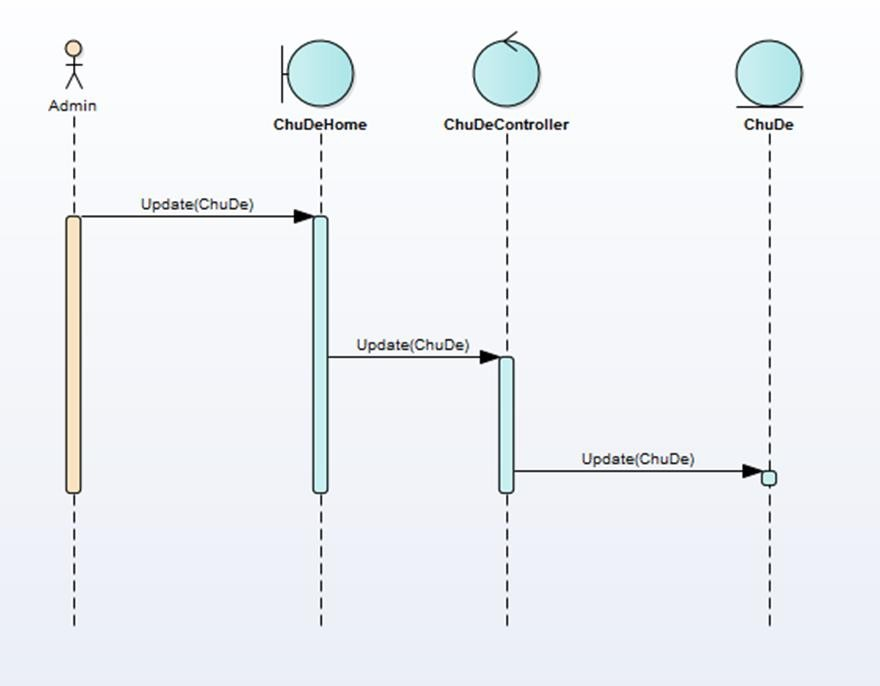 Admin
ChuDeHome
ChuDeController
ChuDe
Update(ChuDe)
Update(ChuDe)
Update(ChuDe)